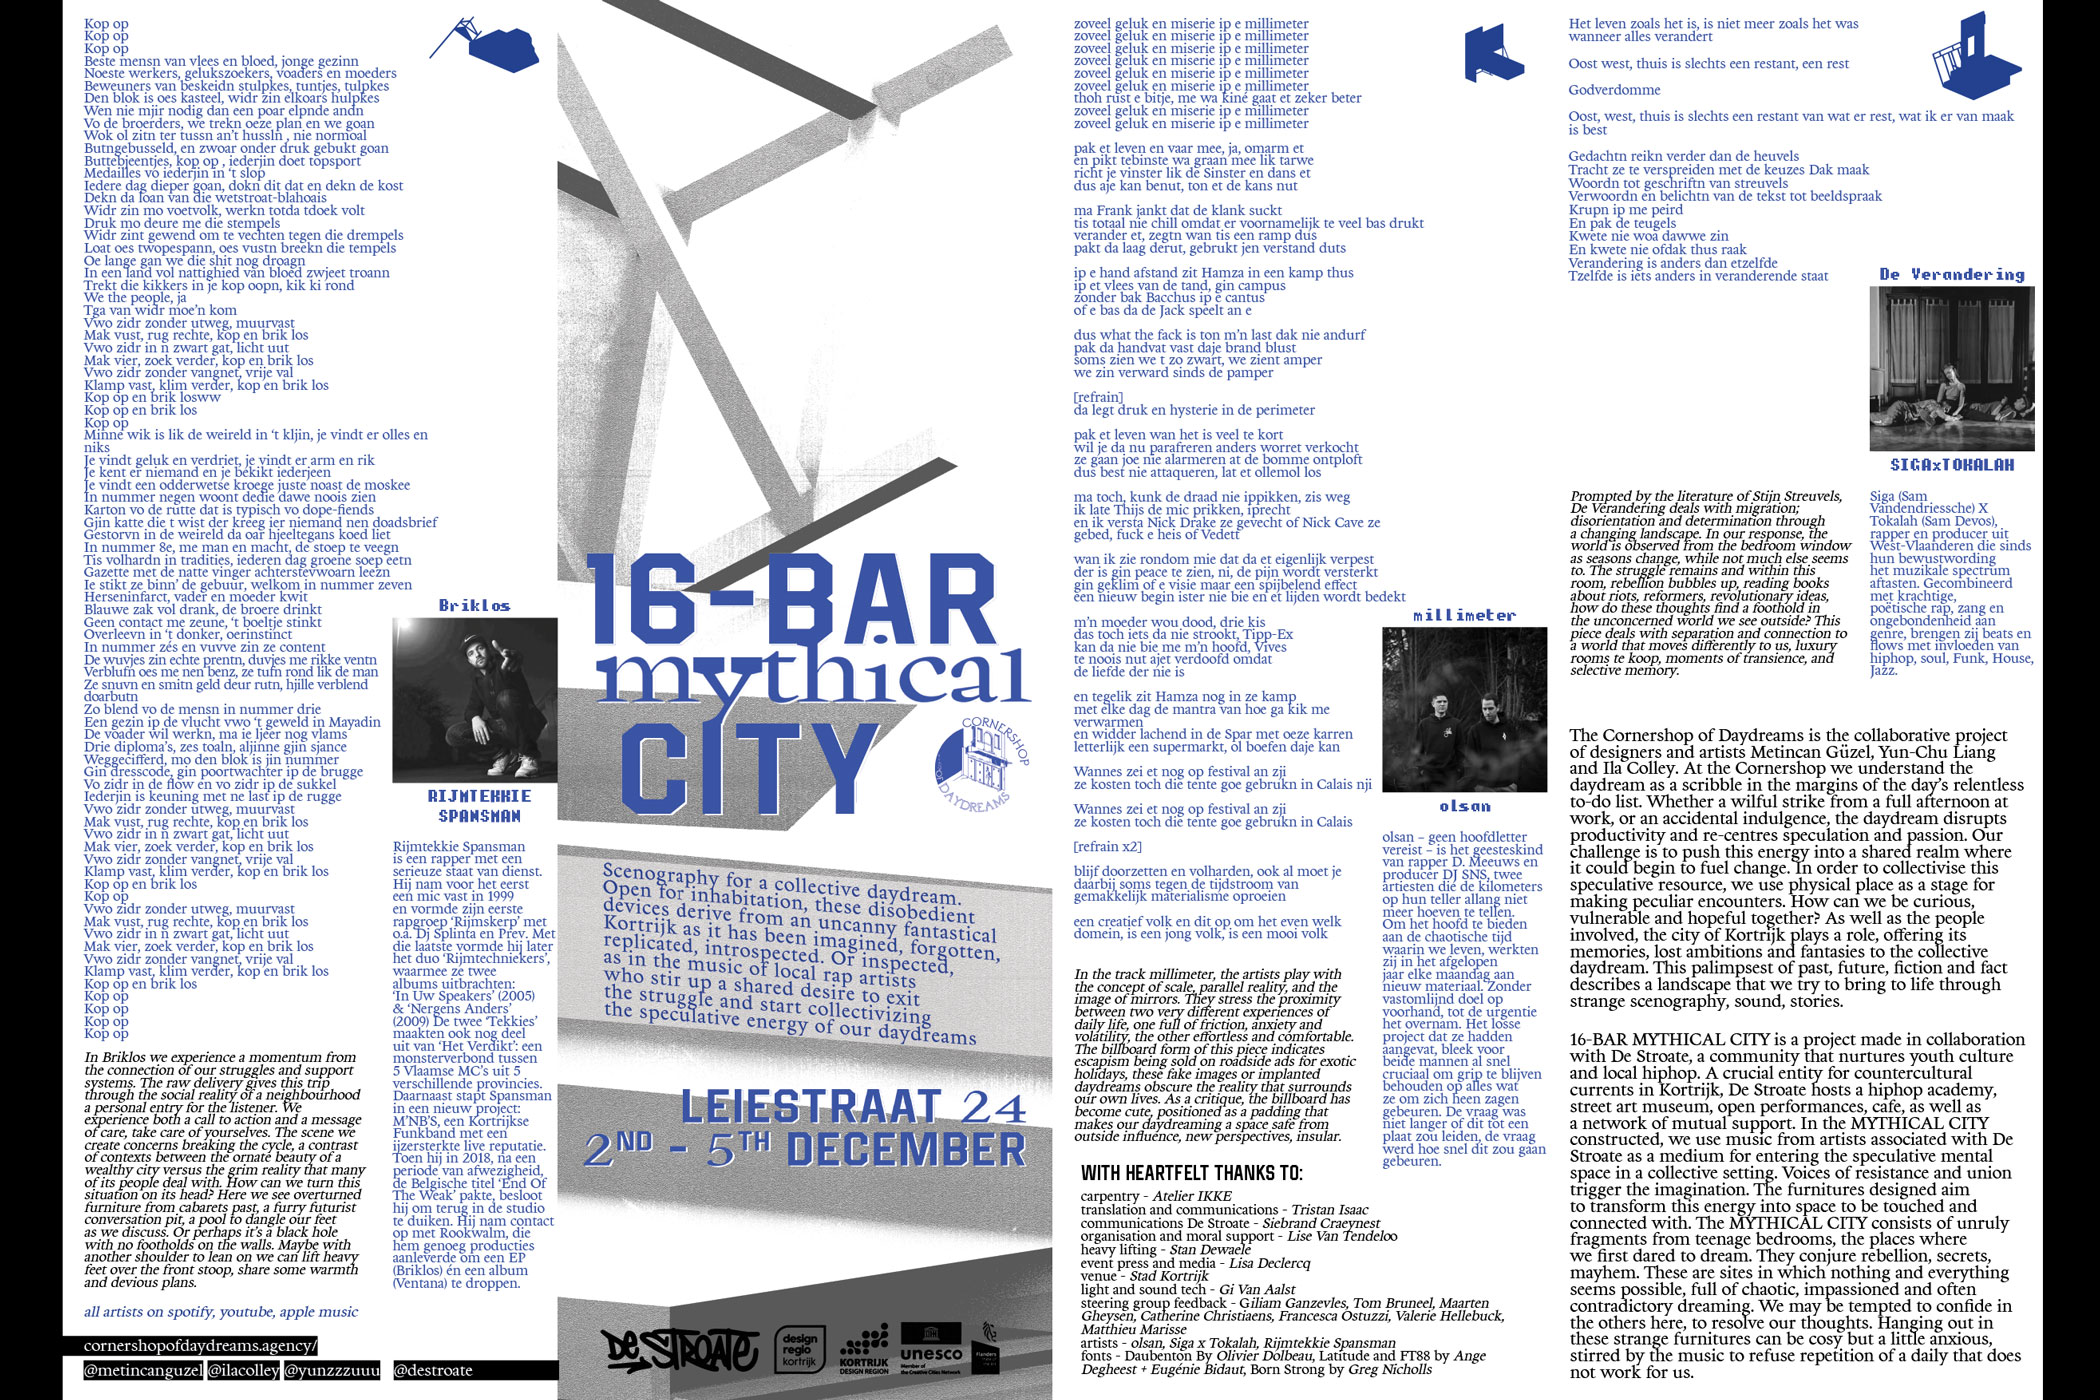 Kop op
Kop op
Kop op
Beste mensn van vlees en bloed, jonge gezinn
Noeste werkers, gelukszoekers, voaders en moeders
Beweuners van beskeidn stulpkes, tuntjes, tulpkes
Den blok is oes kasteel, widr zin elkoars hulpkes
Wen nie mjir nodig dan een poar elpnde andn
Vo de broerders, we trekn oeze plan en we goan
Wok ol zitn ter tussn an't hussln , nie normoal
Butngebusseld, en zwoar onder druk gebukt goan
Buttebjeentjes, kop op , iederjin doet topsport
Medailles vo iederjin in 't slop
Iedere dag dieper goan, dokn dit dat en dekn de kost
Dekn da loan van die wetstroat-blahoais
Widr zin mo voetvolk, werkn totda tdoek volt
Druk mo deure me die stempels
Widr zint gewend om te vechten tegen die drempels
Loat oes twopespann, oes vustn breekn die tempels
Oe lange gan we die shit nog droagn
In een land vol nattighied van bloed zwjeet troann
Trekt die kikkers in je kop oopn, kik ki rond
We the people, ja
Tga van widr moe'n kom
Vwo zidr zonder utweg, muurvast
Mak vust, rug rechte, kop en brik los
Vwo zidr in n zwart gat, licht uut
Mak vier, zoek verder, kop en brik los
Vwo zidr zonder vangnet, vrije val
Klamp vast, klim verder, kop en brik los
Kop op en brik losww
Kop op en brik los
Kop op
Minne wik is lik de weireld in 't kljin, je vindt er olles en
niks
Je vindt geluk en verdriet, je vindt er arm en rik
Je kent er niemand en je bekikt iederjeen
Je vindt een odderwetse kroege juste noast de moskee
In nummer negen woont dedie dawe noois zien
Karton vo de rutte dat is typisch vo dope-fiends
Gjin katte die t wist der kreeg ier niemand nen doadsbrief
Gestorvn in de weireld da oar hjeeltegans koed liet
In nummer 8e, me man en macht, de stoep te veegn
Tis volhardn in tradities, iederen dag groene soep eetn
Gazette met de natte vinger achterstevwoarn leezn
Ie stikt ze binn' de gebuur, welkom in nummer zeven
Herseninfarct, vader en moeder kwit
Blauwe zak vol drank, de broere drinkt
Geen contact me zeune, 't boeltje stinkt
Overleevn in 't donker, oerinstinct
In nummer zés en vuvve zin ze content
De wuvjes zin echte prentn, duvjes me rikke ventn
Verblufn oes me nen benz, ze tufn rond lik de man
Ze snuvn en smitn geld deur rutn, hjille verblend
doarbutn
Zo blend vo de mensn in nummer drie
Een gezin ip de vlucht vwo 't geweld in Mayadin
De voader wil werkn, ma ie ljeer nog vlams
Drie diploma's, zes toaln, aljinne gjin sjance
Weggecifferd, mo den blok is jin nummer
Gin dresscode, gin poortwachter ip de brugge
Vo zidr in de flow en vo zidr ip de sukkel
Iederjin is keuning met ne last ip de rugge
Vwo zidr zonder utweg, muurvast
Mak vust, rug rechte, kop en brik los
Vwo zidr in n zwart gat, licht uut
Mak vier, zoek verder, kop en brik los
Vwo zidr zonder vangnet, vrije val
Klamp vast, klim verder, kop en brik los
Kop op en brik los
Kop op
Vwo zidr zonder utweg, muurvast
Mak vust, rug rechte, kop en brik los
Vwo zidr in n zwart gat, licht uut
Mak vier, zoek verder, kop en brik los
Vwo zidr zonder vangnet, vrije val
Klamp vast, klim verder, kop en brik los
Kop op en brik los
Kop op
Kop op
Kop op
Kop op
In Briklos we experience a momentum from
the connection of our struggles and support
systems. The raw delivery gives this trip
through the social reality of a neighbourhood
a personal entry for the listener. We
experience both a call to action and a message
of care, take care of yourselves. The scene we
create concerns breaking the cycle, a contrast
of contexts between the ornate beauty of a
wealthy city versus the grim reality that many
of its people deal with. How can we turn this
situation on its head? Here we see overturned
furniture from cabarets past, a furry futurist
conversation pit, a pool to dangle our feet
as we discuss. Or perhaps it's a black hole
with no footholds on the walls. Maybe with
another shoulder to lean on we can lift heavy
feet over the front stoop, share some warmth
and devious plans.
all artists on spotify, youtube, apple music
cornershopofdaydreams.agency/
@metincanguzel @ilacolley @yunzzzuuu @destroate
Briklos
RIJMTEKKIE
SPANSMAN
Rijmtekkie Spansman
is een rapper met een
serieuze staat van dienst.
Hij nam voor het eerst
een mic vast in 1999
en vormde zijn eerste
rapgroep 'Rijmskerp' met
o.a. Dj Splinta en Prev. Met
die laatste vormde hij later
het duo 'Rijmtechniekers',
waarmee ze twee
albums uitbrachten:
'In Uw Speakers' (2005)
& 'Nergens Anders'
(2009) De twee 'Tekkies'
maakten ook nog deel
uit van 'Het Verdikt': een
monsterverbond tussen
5 Vlaamse MC's uit 5
verschillende provincies.
Daarnaast stapt Spansman
in een nieuw project:
M'NB'S, een Kortrijkse
Funkband met een
ijzersterkte live reputatie.
Toen hij in 2018, na een
periode van afwezigheid,
de Belgische titel 'End Of
The Weak' pakte, besloot
hij om terug in de studio
te duiken. Hij nam contact
op met Rookwalm, die
hem genoeg producties
aanleverde om een EP
(Briklos) én een album
(Ventana) te droppen.
16-BAR
mythical
CITY
CORNERSHOP
OF DAYDREAMS
Scenography for a collective daydream.
Open for inhabitation, these disobedient
devices derive from an uncanny fantastical
Kortrijk as it has been imagined, forgotten,
replicated, introspected. Or inspected,
as in the music of local rap artists
who stir up a shared desire to exit
the struggle and start collectivizing
the speculative energy of our daydreams
LEIESTRAAT 24
2ND - 5TH DECEMBER
DE STROATE
design
regio
kortrijk
KORTRIJK
DESIGN REGION
unesco
Member of
the Creative Cities Network
Flanders
zoveel geluk en miserie ip e millimeter
zoveel geluk en miserie ip e millimeter
zoveel geluk en miserie ip e millimeter
zoveel geluk en miserie ip e millimeter
zoveel geluk en miserie ip e millimeter
zoveel geluk en miserie ip e millimeter
thoh rust e bitje, me wa kiné gaat et zeker beter
zoveel geluk en miserie ip e millimeter
zoveel geluk en miserie ip e millimeter
pak et leven en vaar mee, ja, omarm et
en pikt tebinste wa graan mee lik tarwe
richt je vinster lik de Sinster en dans et
dus aje kan benut, ton et de kans nut
ma Frank jankt dat de klank suckt
tis totaal nie chill omdat er voornamelijk te veel bas drukt
verander et, zegtn wan tis een ramp dus
pakt da laag derut, gebrukt jen verstand duts
ip e hand afstand zit Hamza in een kamp thus
ip et vlees van de tand, gin campus
zonder bak Bacchus ip e cantus
of e bas da de Jack speelt an e
dus what the fack is ton m'n last dak nie andurf
pak da handvat vast daje brand blust
soms zien we t zo zwart, we zient amper
we zin verward sinds de pamper
[refrain]
da legt druk en hysterie in de perimeter
pak et leven wan het is veel te kort
wil je da nu parafreren anders worret verkocht
ze gaan joe nie alarmeren at de bomme ontploft
dus best nie attaqueren, lat et ollemol los
ma toch, kunk de draad nie ippikken, zis weg
ik late Thijs de mic prikken, iprecht
en ik versta Nick Drake ze gevecht of Nick Cave ze
gebed, fuck e heis of Vedett
wan ik zie rondom mie dat da et eigenlijk verpest
der is gin peace te zien, ni, de pijn wordt versterkt
gin geklim of e visie maar een spijbelend effect
een nieuw begin ister nie bie en et lijden wordt bedekt
m'n moeder wou dood, drie kis
das toch iets da nie strookt, Tipp-Ex
kan da nie bie me m'n hoofd, Vives
te noois nut ajet verdoofd omdat
de liefde der nie is
en tegelik zit Hamza nog in ze kamp
met elke dag de mantra van hoe ga kik me
verwarmen
en widder lachend in de Spar met oeze karren
letterlijk een supermarkt, ol boefen daje kan
Wannes zei et nog op festival an zji
ze kosten toch die tente goe gebrukn in Calais nji
Wannes zei et nog op festival an zji
ze kosten toch die tente goe gebrukn in Calais
[refrain x2]
blijf doorzetten en volharden, ook al moet je
daarbij soms tegen de tijdstroom van
gemakkelijk materialisme oproeien
een creatief volk en dit op om het even welk
domein, is een jong volk, is een mooi volk
In the track millimeter, the artists play with
the concept of scale, parallel reality, and the
image of mirrors. They stress the proximity
between two very different experiences of
daily life, one full of friction, anxiety and
volatility, the other effortless and comfortable.
The billboard form of this piece indicates
escapism being sold on roadside ads for exotic
holidays, these fake images or implanted
daydreams obscure the reality that surrounds
our own lives. As a critique, the billboard has
become cute, positioned as a padding that
makes our daydreaming a space safe from
outside influence, new perspectives, insular.
millimeter
olsan
olsan – geen hoofdletter
vereist – is het geesteskind
van rapper D. Meeuws en
producer DJ SNS, twee
artiesten die de kilometers
op hun teller allang niet
meer hoeven te tellen.
Om het hoofd te bieden
aan de chaotische tijd
waarin we leven, werkten
zij in het afgelopen
jaar elke maandag aan
nieuw materiaal. Zonder
vastomlijnd doel op
voorhand, tot de urgentie
het overnam. Het losse
project dat ze hadden
aangevat, bleek voor
beide mannen al snel
cruciaal om grip te blijven
behouden op alles wat
ze om zich heen zagen
gebeuren. De vraag was
niet langer of dit tot een
plaat zou leiden, de vraag
werd hoe snel dit zou gaan
gebeuren.
WITH HEARTFELT THANKS TO:
carpentry - Atelier IKKE
translation and communications - Tristan Isaac
communications De Stroate - Siebrand Craeynest
organisation and moral support - Lise Van Tendeloo
heavy lifting - Stan Dewaele
event press and media - Lisa Declercq
venue - Stad Kortrijk
light and sound tech - Gi Van Aalst
steering group feedback - Giliam Ganzevles, Tom Bruneel, Maarten
Gheysen, Catherine Christiaens, Francesca Ostuzzi, Valerie Hellebuck,
Matthieu Marisse
artists - olsan, Siga x Tokalah, Rijmtekkie Spansman
fonts - Daubenton By Olivier Dolbeau, Latitude and FT88 by Ange
Degheest + Eugénie Bidaut, Born Strong by Greg Nicholls
Het leven zoals het is, is niet meer zoals het was
wanneer alles verandert
Oost west, thuis is slechts een restant, een rest
Godverdomme
Oost, west, thuis is slechts een restant van wat er rest, wat ik er van maak
is best
Gedachtn reikn verder dan de heuvels
Tracht ze te verspreiden met de keuzes Dak maak
Woordn tot geschriftn van streuvels
Verwoordn en belichtn van de tekst tot beeldspraak
Krupn ip me peird
En pak de teugels
Kwete nie woa dawwe zin
En kwete nie ofdak thus raak
Verandering is anders dan etzelfde
Tzelfde is iets anders in veranderende staat
De Verandering
SIGAxTOKALAH
Prompted by the literature of Stijn Streuvels,
De Verandering deals with migration;
disorientation and determination through
a changing landscape. In our response, the
world is observed from the bedroom window
as seasons change, while not much else seems
to. The struggle remains and within this
room, rebellion bubbles up, reading books
about riots, reformers, revolutionary ideas,
how do these thoughts find a foothold in
the unconcerned world we see outside? This
piece deals with separation and connection to
a world that moves differently to us, luxury
rooms te koop, moments of transience, and
selective memory.
Siga (Sam
Vandendriessche) X
Tokalah (Sam Devos),
rapper en producer uit
West-Vlaanderen die sinds
hun bewustwording
het muzikale spectrum
aftasten. Gecombineerd
met krachtige,
poëtische rap, zang en
ongebondenheid aan
genre, brengen zij beats en
flows met invloeden van
hiphop, soul, Funk, House,
Jazz.
The Cornershop of Daydreams is the collaborative project
of designers and artists Metincan Güzel, Yun-Chu Liang
and Ila Colley. At the Cornershop we understand the
daydream as a scribble in the margins of the day's relentless
to-do list. Whether a wilful strike from a full afternoon at
work, or an accidental indulgence, the daydream disrupts
productivity and re-centres speculation and passion. Our
challenge is to push this energy into a shared realm where
it could begin to fuel change. In order to collectivise this
speculative resource, we use physical place as a stage for
making peculiar encounters. How can we be curious,
vulnerable and hopeful together? As well as the people
involved, the city of Kortrijk plays a role, offering its
memories, lost ambitions and fantasies to the collective
daydream. This palimpsest of past, future, fiction and fact
describes a landscape that we try to bring to life through
strange scenography, sound, stories.
16-BAR MYTHICAL CITY is a project made in collaboration
with De Stroate, a community that nurtures youth culture
and local hiphop. A crucial entity for countercultural
currents in Kortrijk, De Stroate hosts a hiphop academy,
street art museum, open performances, cafe, as well as
a network of mutual support. In the MYTHICAL CITY
constructed, we use music from artists associated with De
Stroate as a medium for entering the speculative mental
space in a collective setting. Voices of resistance and union
trigger the imagination. The furnitures designed aim
to transform this energy into space to be touched and
connected with. The MYTHICAL CITY consists of unruly
fragments from teenage bedrooms, the places where
we first dared to dream. They conjure rebellion, secrets,
mayhem. These are sites in which nothing and everything
seems possible, full of chaotic, impassioned and often
contradictory dreaming. We may be tempted to confide in
the others here, to resolve our thoughts. Hanging out in
these strange furnitures can be cosy but a little anxious,
stirred by the music to refuse repetition of a daily that does
not work for us.